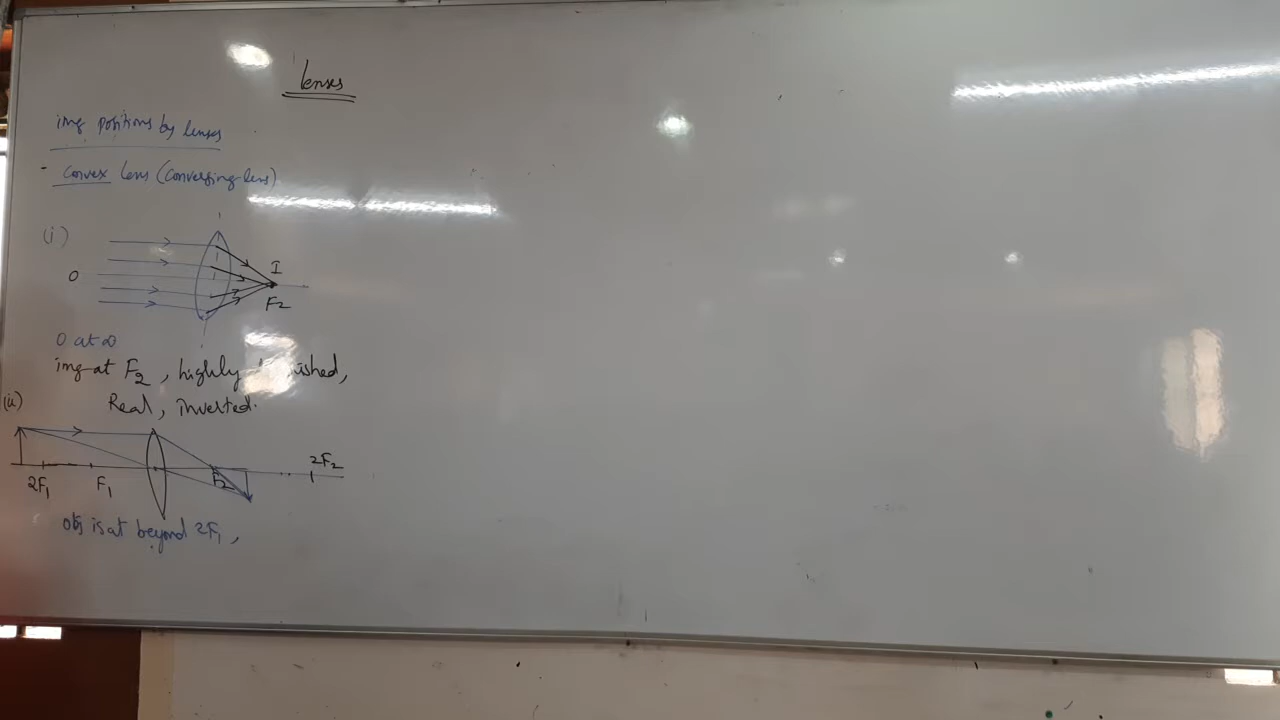 lenses
img positions by lenses
- Convex lens (Converging lens)
(i)
O
I
F2
O at ∞
img at F2, highly
Real, inverted.
(ii)
2F1 F1 F2 2F2
obj is at beyond 2F1,